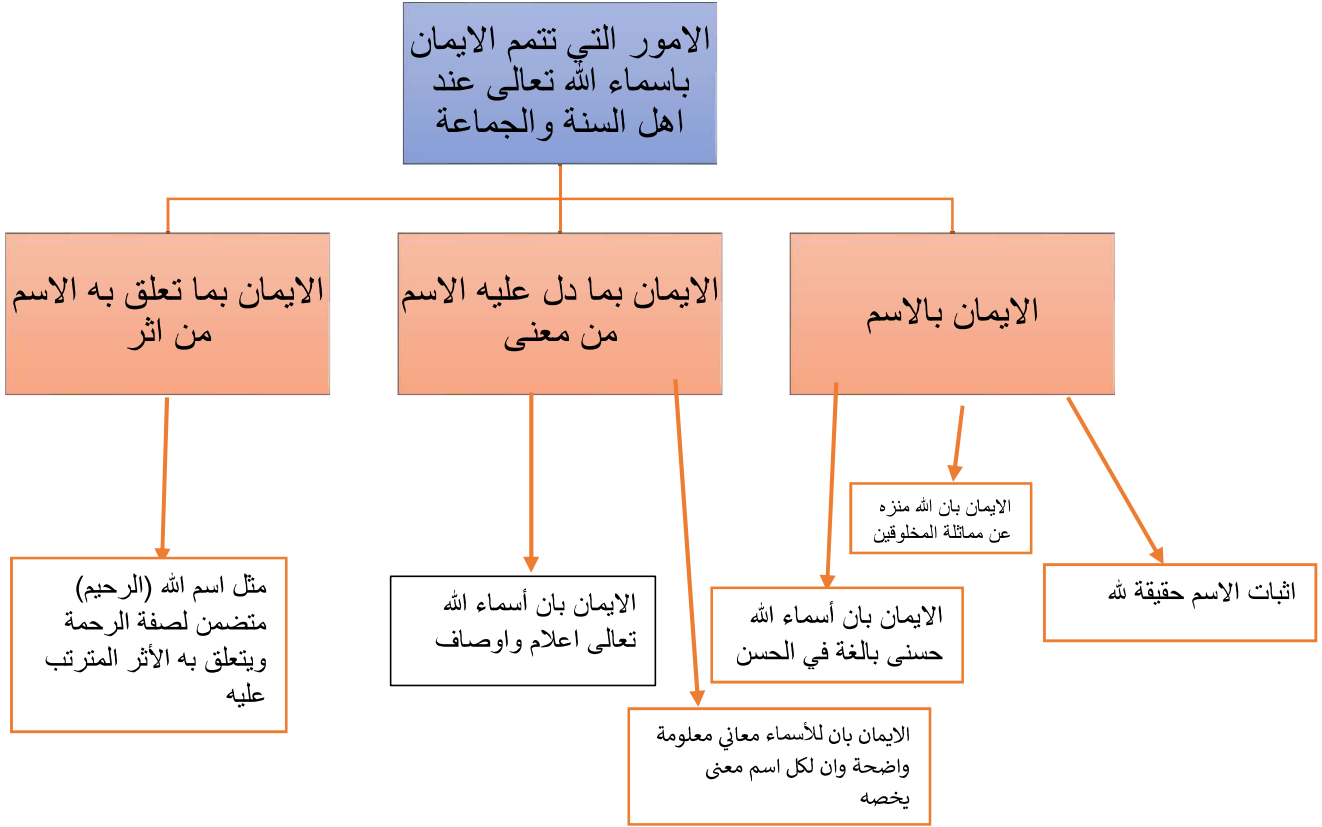 الامور التي تتمم الايمان
باسماء الله تعالى عند
اهل السنة والجماعة
الايمان بالاسم
الايمان بما دل عليه الاسم
من معنى
الايمان بما تعلق به الاسم
من اثر
اثبات الاسم حقيقة لله
الايمان بان الله منزه
عن مماثلة المخلوقين
الايمان بان أسماء الله
حسنى بالغة في الحسن
الايمان بان للأسماء معاني معلومة
واضحة وان لكل اسم معنى
يخصه
الايمان بان أسماء الله
تعالى اعلام واوصاف
مثل اسم الله (الرحيم)
متضمن لصفة الرحمة
ويتعلق به الأثر المترتب
عليه